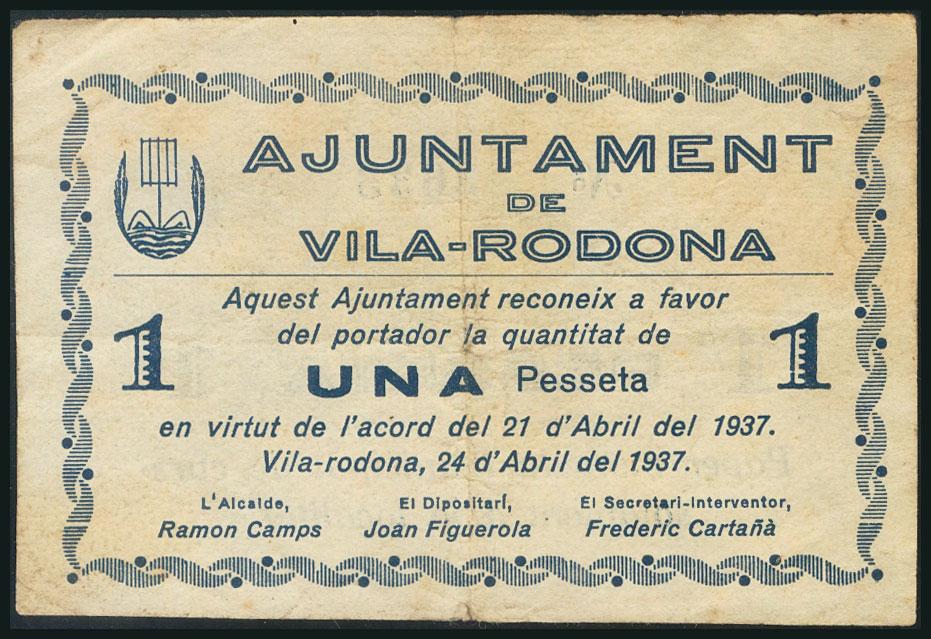 AJUNTAMENT
DE
VILA-RODONA
Aquest Ajuntament reconeix a favor
del portador la quantitat de
1 UNA Pesseta 1
en virtut de l'acord del 21 d'Abril del 1937.
Vila-rodona, 24 d'Abril del 1937.
L'Alcalde, El Dipositarí, El Secretari-Interventor,
Ramon Camps Joan Figuerola Frederic Cartañà